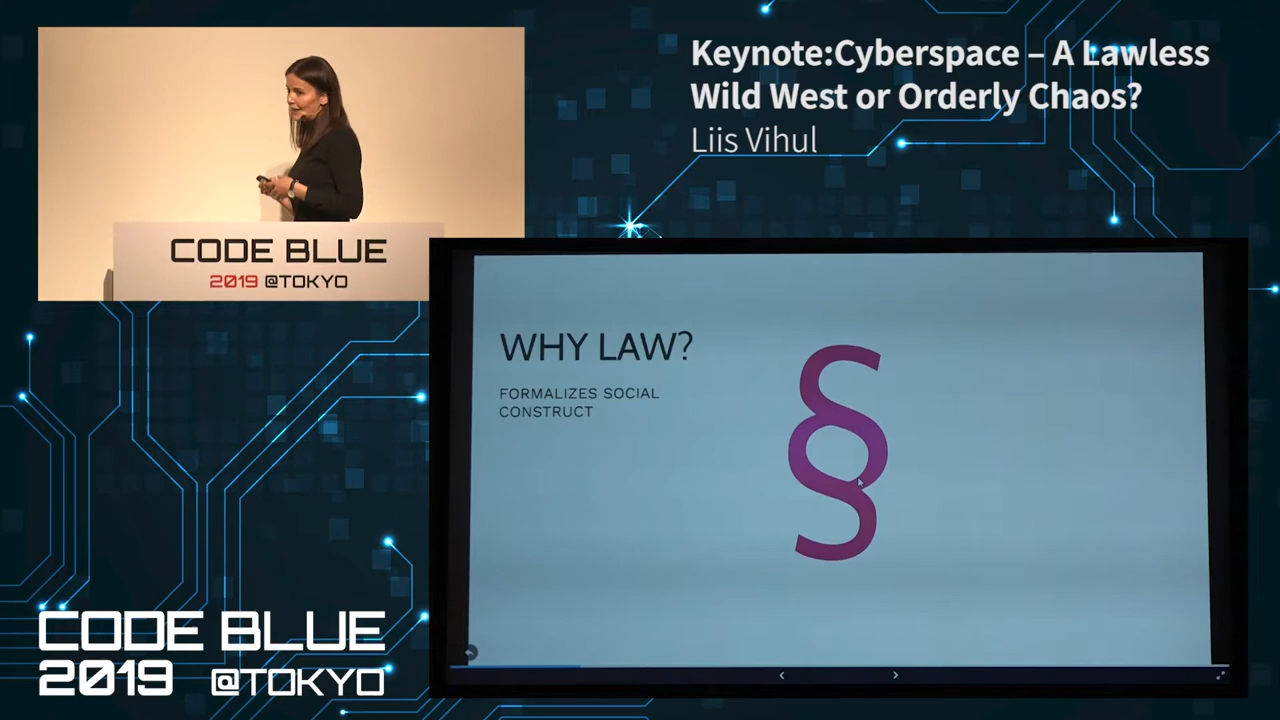 Keynote:Cyberspace – A Lawless
Wild West or Orderly Chaos?
Liis Vihul
CODE BLUE
2019 @TOKYO
WHY LAW?
FORMALIZES SOCIAL
CONSTRUCT
§
CODE BLUE
2019 @TOKYO